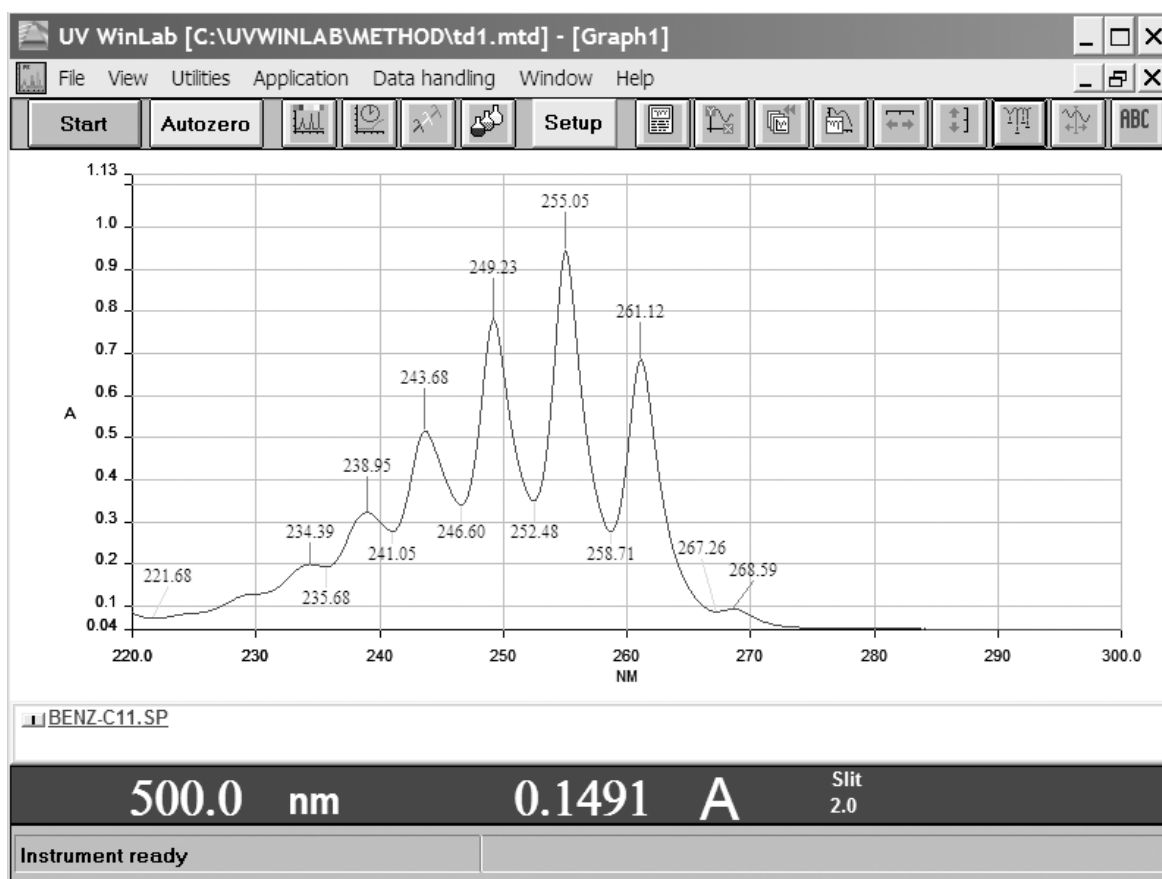 UV WinLab [C:\UVWINLAB\METHOD\td1.mtd] - [Graph1]
File View Utilities Application Data handling Window Help
Start Autozero Setup ABC
1.13
255.05
1.0
249.23
0.9
0.8
261.12
0.7
243.68
0.6
A
0.5
238.95
0.4
234.39 246.60 252.48 267.26
0.3
241.05 258.71
221.68 268.59
0.2
235.68
0.1
0.04
220.0 230 240 250 260 270 280 290 300.0
NM
BENZ-C11.SP
500.0 nm 0.1491 A Slit
2.0
Instrument ready